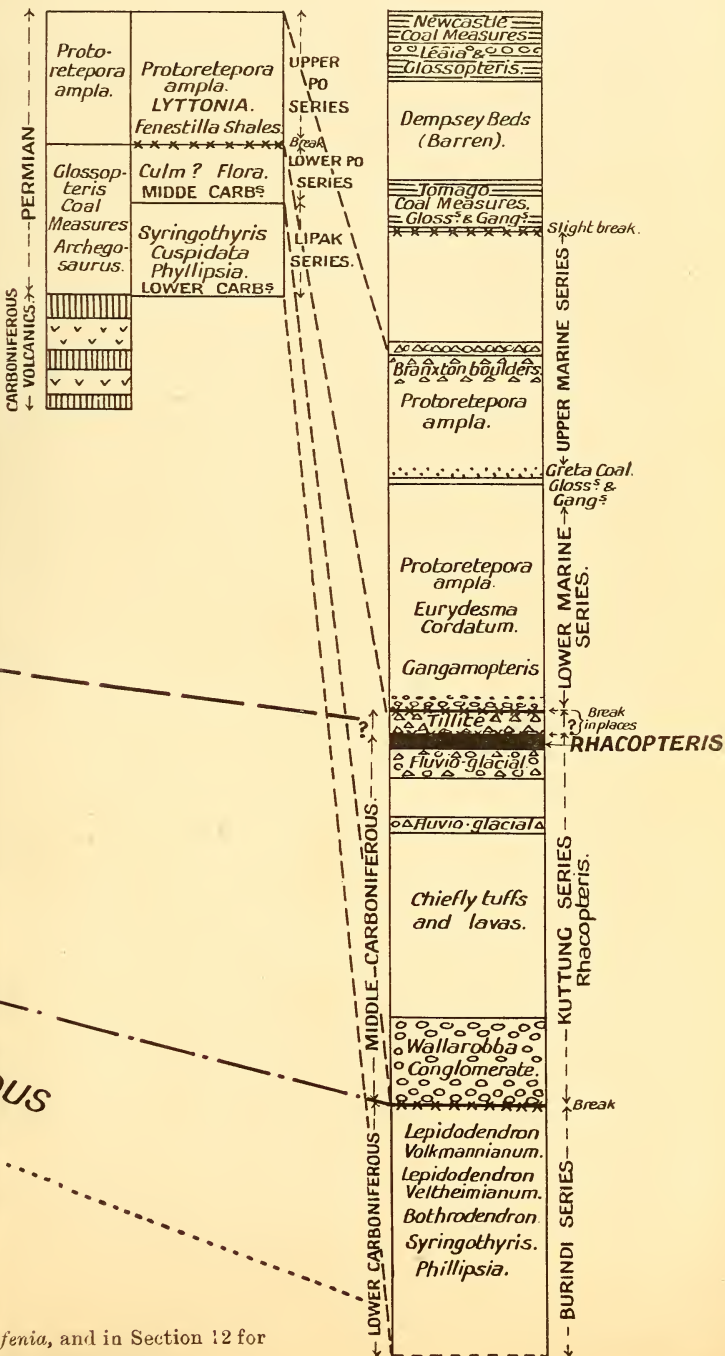 PERMIAN
CARBONIFEROUS
VOLCANICS.
Proto-
retepora
ampla.
Glossop-
teris
Coal
Measures
Archego-
saurus.
Protoretepora
ampla.
LYTTONIA.
Fenestilla Shales
Culm ? Flora.
MIDDE CARBS
Syringothyris
Cuspidata
Phyllipsia.
LOWER CARBS
UPPER
PO
SERIES
Break
LOWER PO
SERIES
LIPAK
SERIES.
Newcastle
Coal Measures
Leaia &
Glossopteris.
Dempsey Beds
(Barren).
Tomago
Coal Measures.
Glosss & Gangs
Slight break.
Branxton boulders
Protoretepora
ampla.
UPPER MARINE SERIES
Greta Coal.
Glosss &
Gangs
Protoretepora
ampla.
Eurydesma
Cordatum.
Gangamopteris
LOWER MARINE
SERIES.
Tillite
?
?
Break
in places
RHACOPTERIS
Fluvio-glacial
Fluvio-glacial
Chiefly tuffs
and lavas.
Wallarobba
Conglomerate.
MIDDLE CARBONIFEROUS.
KUTTUNG SERIES
Rhacopteris.
Break
OUS
Lepidodendron
Volkmannianum.
Lepidodendron
Veltheimianum.
Bothrodendron
Syringothyris.
Phillipsia.
LOWER CARBONIFEROUS
BURINDI SERIES
fenia, and in Section 12 for